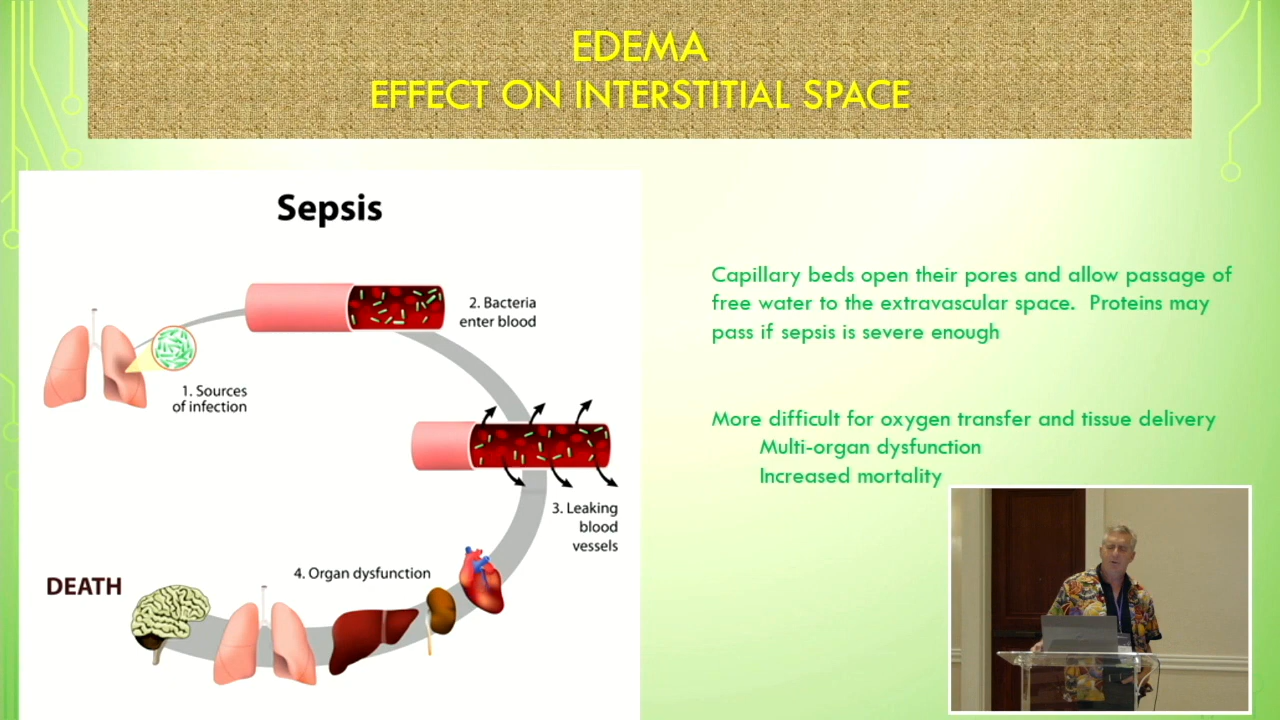 EDEMA
EFFECT ON INTERSTITIAL SPACE
Sepsis
2. Bacteria
enter blood
1. Sources
of infection
3. Leaking
blood
vessels
4. Organ dysfunction
DEATH
Capillary beds open their pores and allow passage of
free water to the extravascular space. Proteins may
pass if sepsis is severe enough
More difficult for oxygen transfer and tissue delivery
Multi-organ dysfunction
Increased mortality